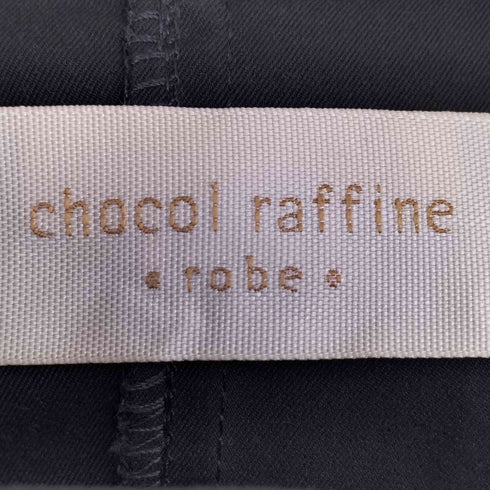 chocol raffine
• robe •